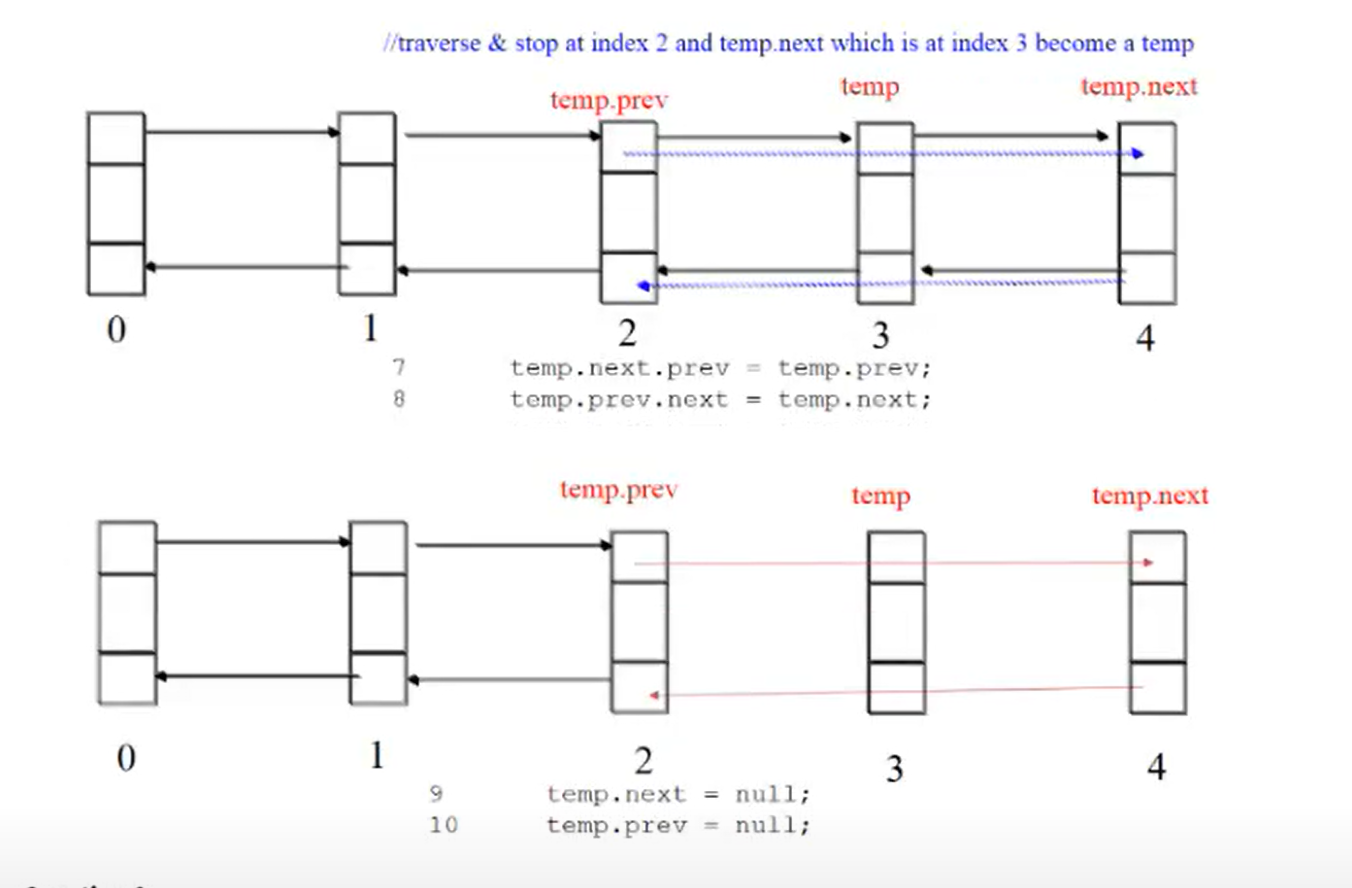 //traverse & stop at index 2 and temp.next which is at index 3 become a temp
temp.prev temp temp.next
0 1 2 3 4
7 temp.next.prev = temp.prev;
8 temp.prev.next = temp.next;
temp.prev temp temp.next
0 1 2 3 4
9 temp.next = null;
10 temp.prev = null;